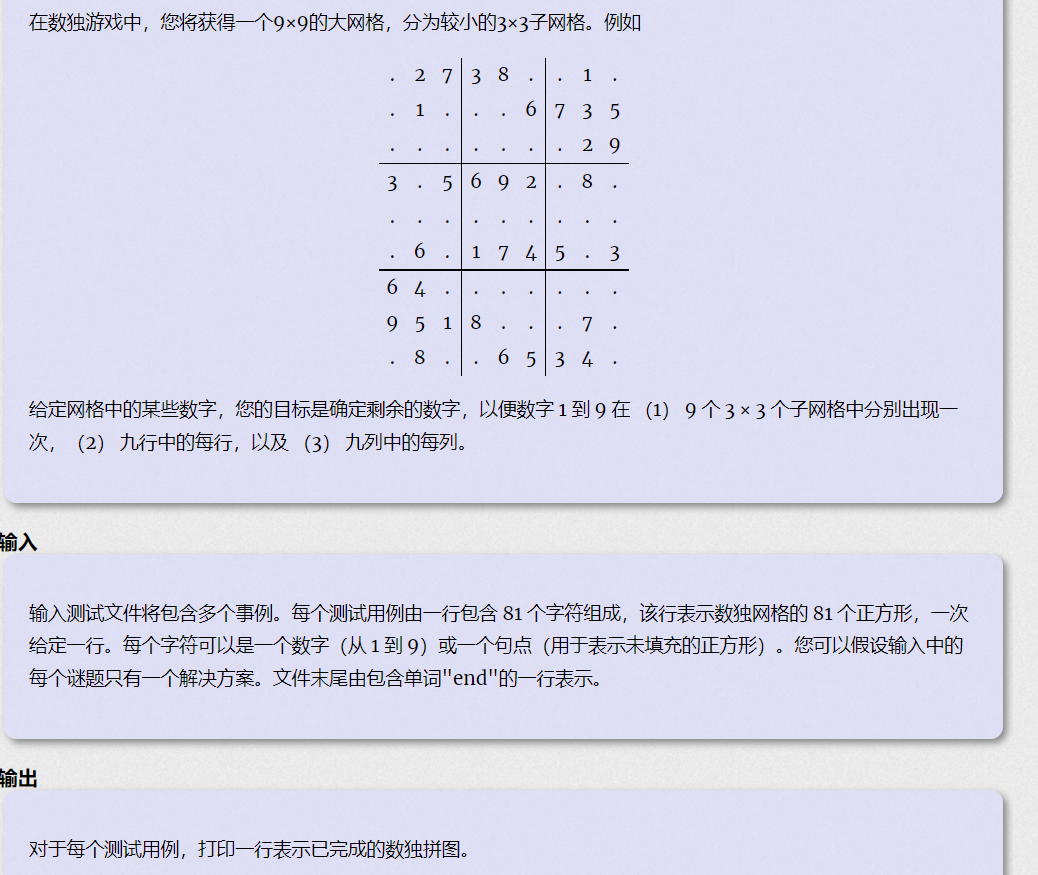 在数独游戏中，您将获得一个9×9的大网格，分为较小的3×3子网格。例如
. 2 7 3 8 . . 1 .
. 1 . . . 6 7 3 5
. . . . . . . 2 9
3 . 5 6 9 2 . 8 .
. . . . . . . . .
. 6 . 1 7 4 5 . 3
6 4 . . . . . . .
9 5 1 8 . . . 7 .
. 8 . . 6 5 3 4 .
给定网格中的某些数字，您的目标是确定剩余的数字，以便数字 1 到 9 在 （1） 9 个 3 × 3 个子网格中分别出现一
次，（2） 九行中的每行，以及 （3） 九列中的每列。
输入
输入测试文件将包含多个事例。每个测试用例由一行包含 81 个字符组成，该行表示数独网格的 81 个正方形，一次
给定一行。每个字符可以是一个数字（从 1 到 9）或一个句点（用于表示未填充的正方形）。您可以假设输入中的
每个谜题只有一个解决方案。文件末尾由包含单词"end"的一行表示。
输出
对于每个测试用例，打印一行表示已完成的数独拼图。